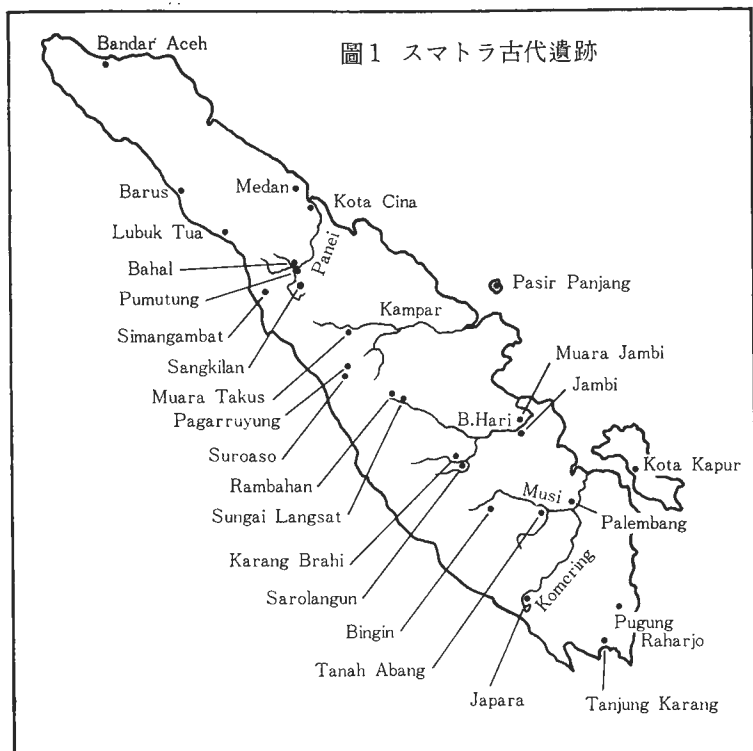 圖1 スマトラ古代遺跡
Bandar Aceh
Barus
Medan
Kota Cina
Lubuk Tua
Panei
Bahal
Pumutung
Pasir Panjang
Simangambat
Kampar
Sangkilan
Muara Takus
Muara Jambi
Jambi
Pagarruyung
B.Hari
Suroaso
Kota Kapur
Rambahan
Musi
Sungai Langsat
Palembang
Karang Brahi
Komering
Sarolangun
Bingin
Pugung
Raharjo
Tanah Abang
Japara
Tanjung Karang